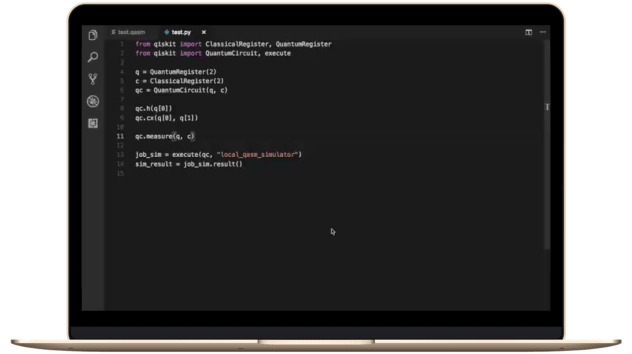 test.qasm test.py
1 from qiskit import ClassicalRegister, QuantumRegister
2 from qiskit import QuantumCircuit, execute
3
4 q = QuantumRegister(2)
5 c = ClassicalRegister(2)
6 qc = QuantumCircuit(q, c)
7
8 qc.h(q[0])
9 qc.cx(q[0], q[1])
10
11 qc.measure(q, c)
12
13 job_sim = execute(qc, "local_qasm_simulator")
14 sim_result = job_sim.result()
15